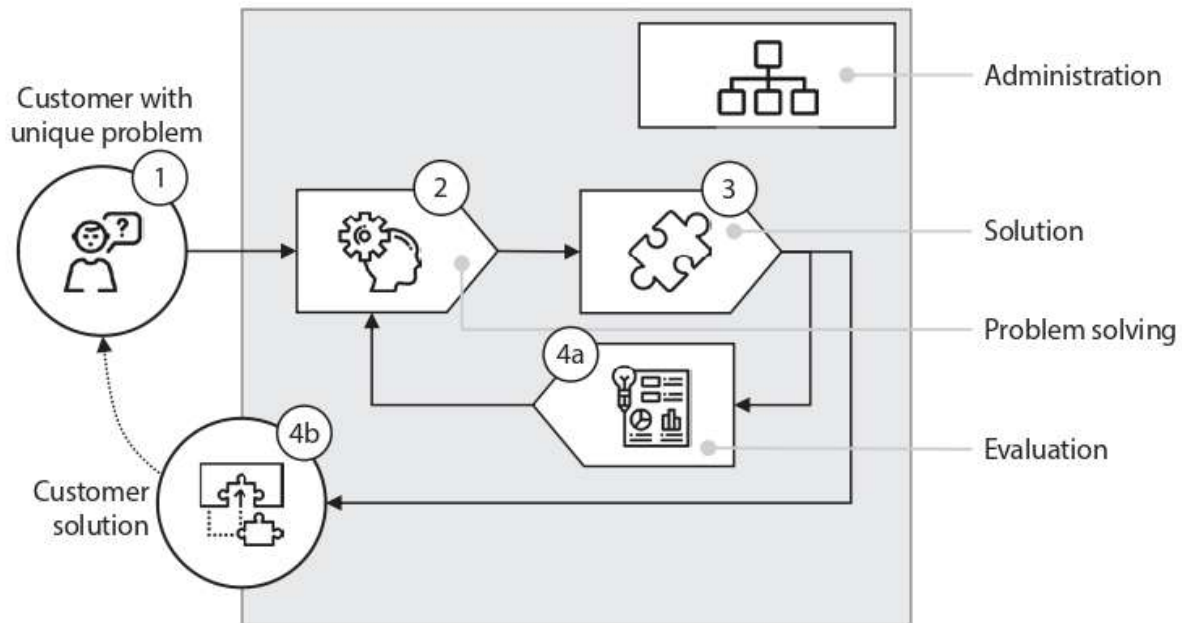 Administration
Customer with
unique problem
1
?
2
3
Solution
Problem solving
4a
4b
Evaluation
Customer
solution